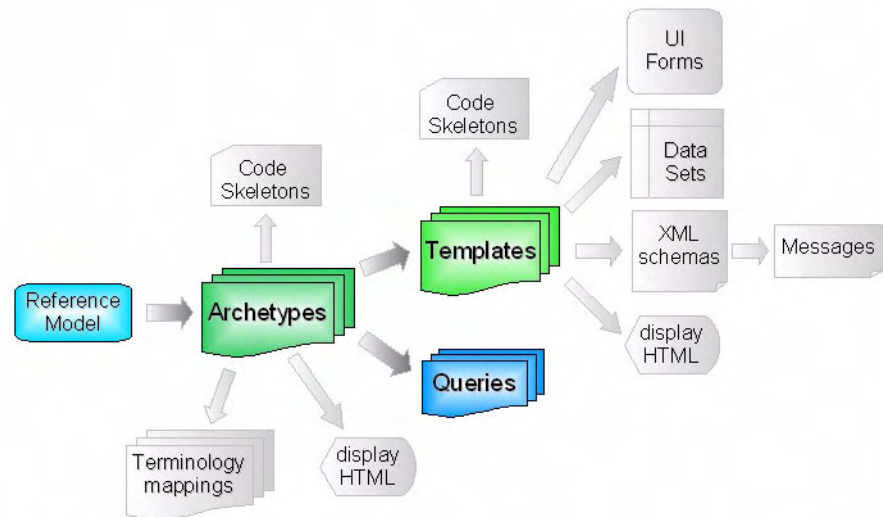 UI
Forms
Code
Skeletons
Data
Sets
Code
Skeletons
Templates
XML
schemas
Messages
Reference
Model
Archetypes
display
HTML
Queries
Terminology
mappings
display
HTML